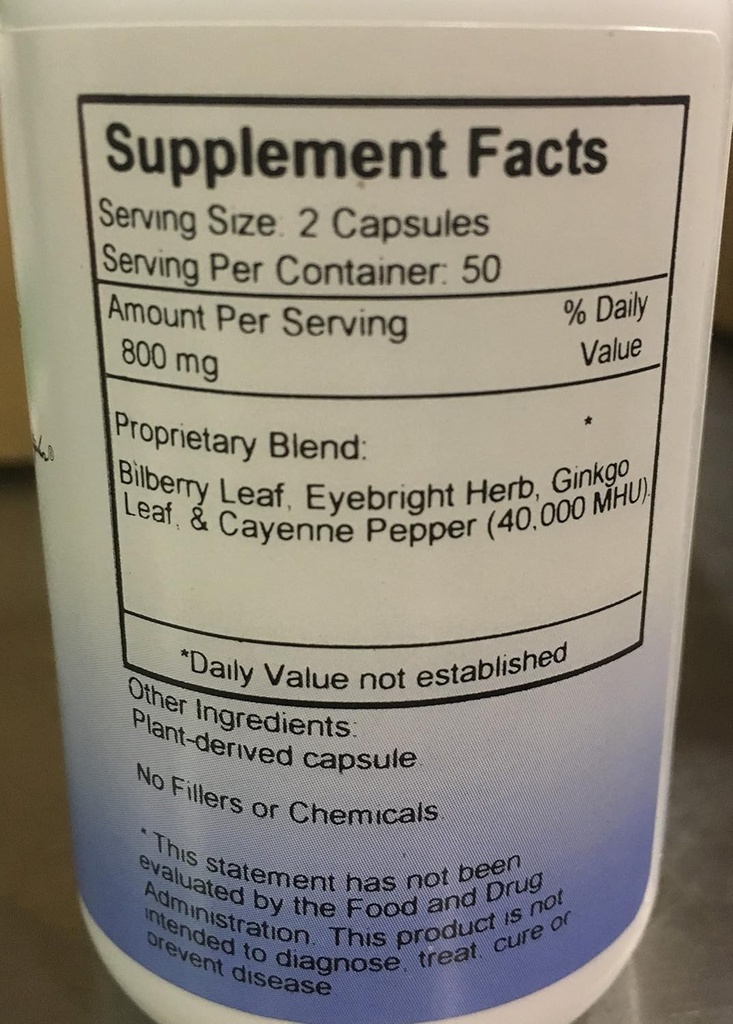 Supplement Facts
Serving Size: 2 Capsules
Serving Per Container: 50
Amount Per Serving
% Daily
800 mg
Value
Proprietary Blend:
*
Bilberry Leaf, Eyebright Herb, Ginkgo
Leaf, & Cayenne Pepper (40,000 MHU).
*Daily Value not established
Other Ingredients:
Plant-derived capsule.
No Fillers or Chemicals.
* This statement has not been
evaluated by the Food and Drug
Administration. This product is not
intended to diagnose, treat, cure or
prevent disease